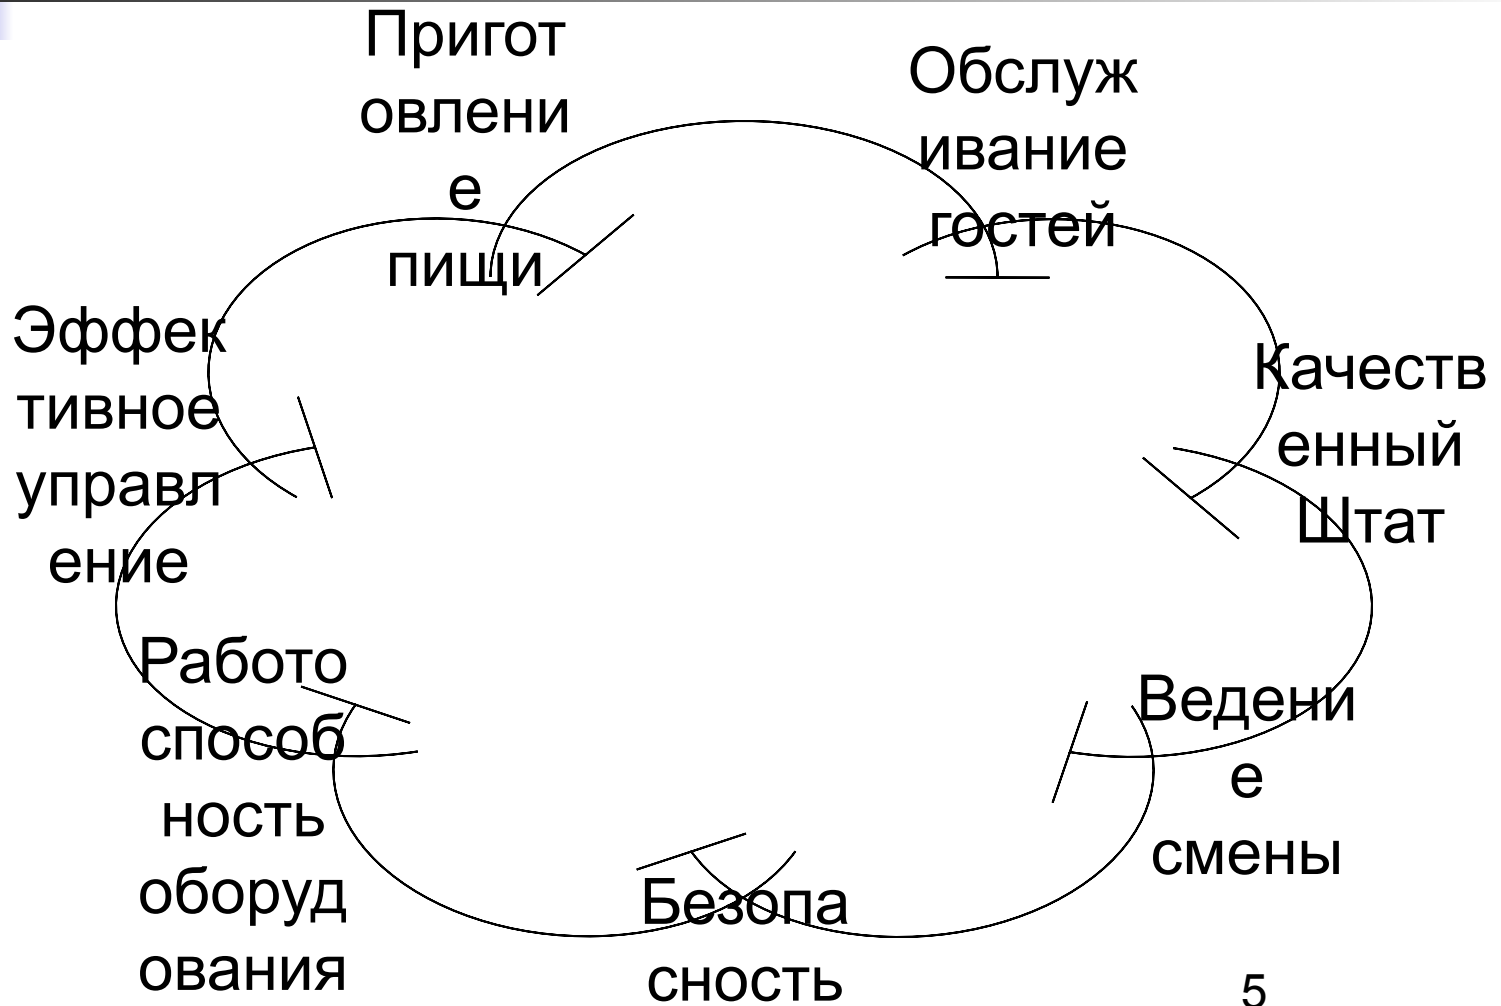 Пригот
овлени
е
пищи
Обслуж
ивание
гостей
Качеств
енный
Штат
Ведени
е
смены
Безопа
сность
Работо
способ
ность
оборуд
ования
Эффек
тивное
управл
ение
5